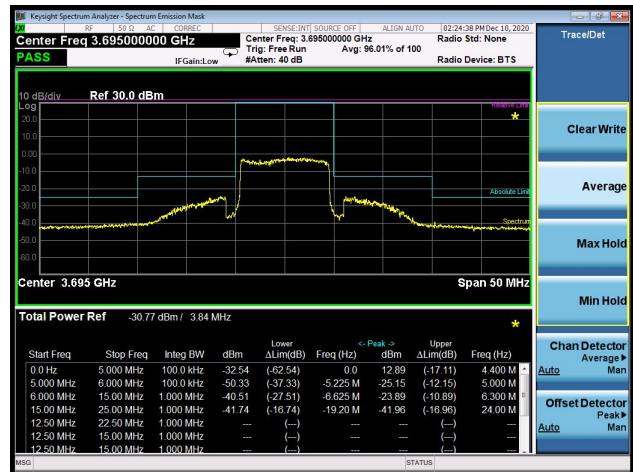 Keysight Spectrum Analyzer - Spectrum Emission Mask
RF 50 Ω AC CORREC SENSE:INT SOURCE OFF ALIGN AUTO 02:24:38 PM Dec 10, 2020
Center Freq 3.695000000 GHz Center Freq: 3.695000000 GHz Radio Std: None
Trig: Free Run Avg: 96.01% of 100
PASS IFGain:Low #Atten: 40 dB Radio Device: BTS
Trace/Det
10 dB/div Ref 30.0 dBm
Log
Relative Limit
20.0
10.0
0.00
-10.0
-20.0
Absolute Limit
-30.0
-40.0
Spectrum
-50.0
-60.0
Center 3.695 GHz Span 50 MHz
Total Power Ref -30.77 dBm / 3.84 MHz
Lower <- Peak -> Upper
Start Freq Stop Freq Integ BW dBm ΔLim(dB) Freq (Hz) dBm ΔLim(dB) Freq (Hz)
0.0 Hz 5.000 MHz 100.0 kHz -32.54 (-62.54) 0.0 12.89 (-17.11) 4.400 M
5.000 MHz 6.000 MHz 100.0 kHz -50.33 (-37.33) -5.225 M -25.15 (-12.15) 5.000 M
6.000 MHz 15.00 MHz 1.000 MHz -40.51 (-27.51) -6.625 M -23.89 (-10.89) 6.300 M
15.00 MHz 25.00 MHz 1.000 MHz -41.74 (-16.74) -19.20 M -41.96 (-16.96) 24.00 M
12.50 MHz 22.50 MHz 1.000 MHz --- (---) --- (---)
12.50 MHz 15.00 MHz 1.000 MHz --- (---) --- (---)
12.50 MHz 15.00 MHz 1.000 MHz --- (---) --- (---)
Clear Write
Average
Max Hold
Min Hold
Chan Detector
Average
Auto Man
Offset Detector
Peak
Auto Man
MSG STATUS